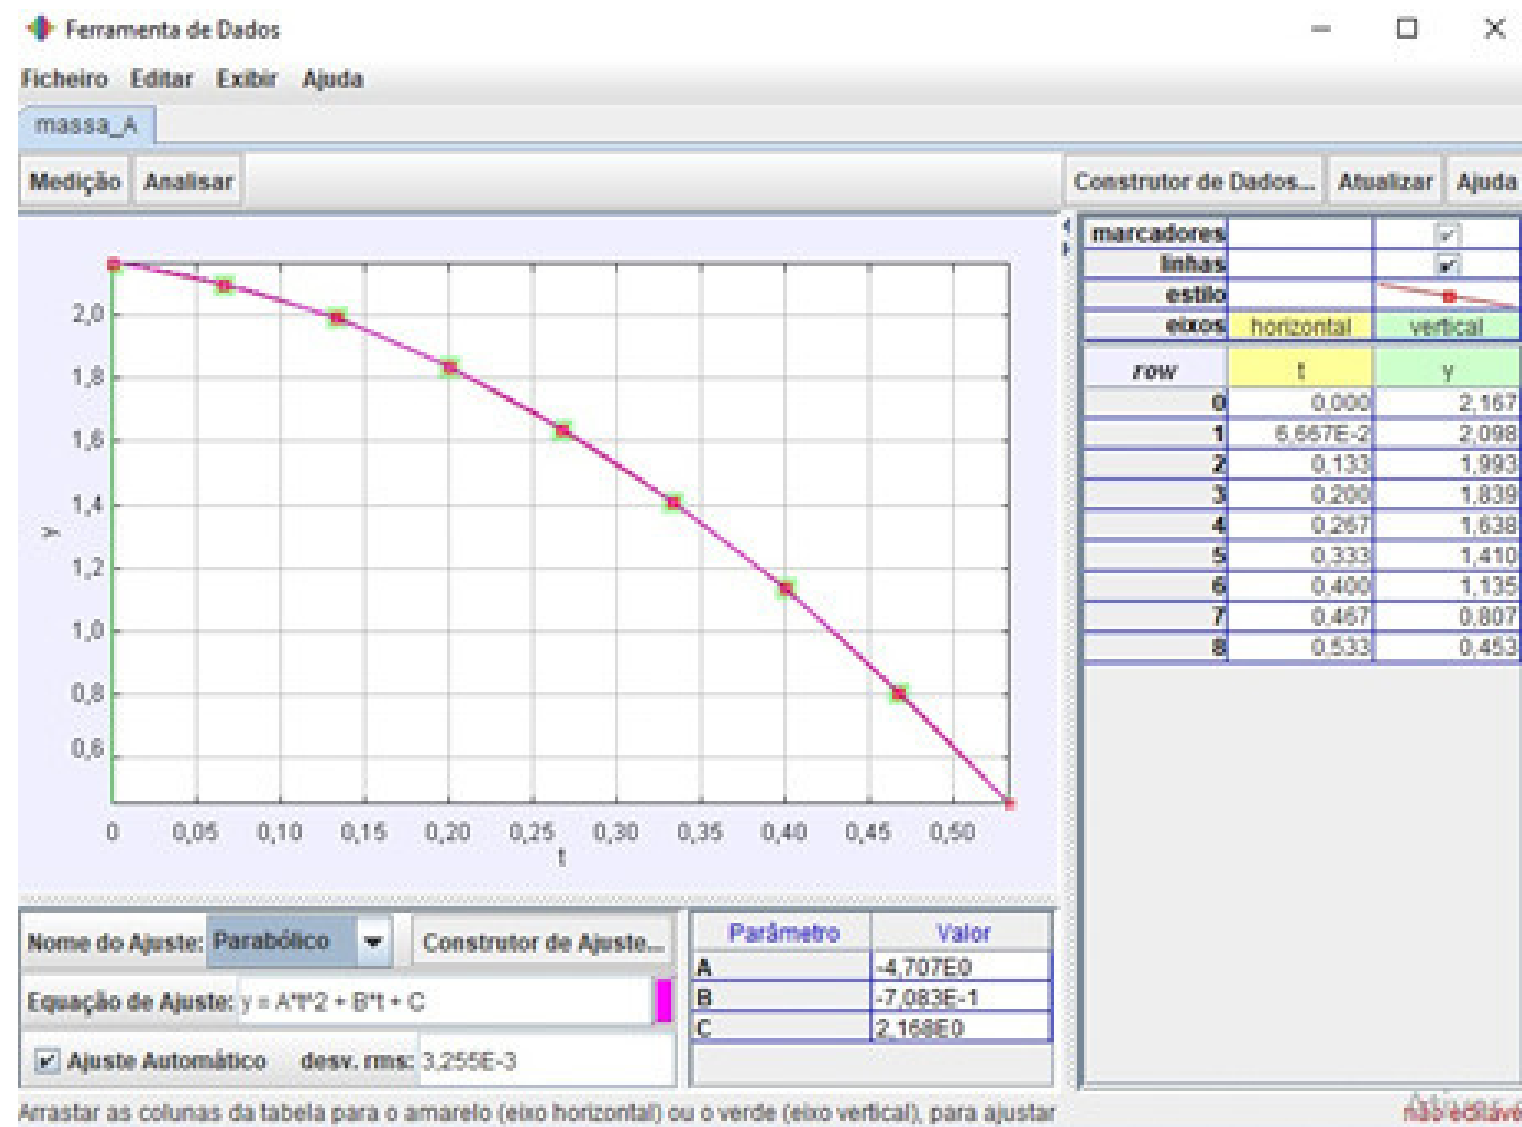 Ferramenta de Dados
Ficheiro Editar Exibir Ajuda
massa_A
Medição Analisar Construtor de Dados... Atualizar Ajuda
marcadores
linhas
estilo
eixos horizontal vertical
row t y
0 0,000 2,167
1 6,667E-2 2,098
2 0,133 1,993
3 0,200 1,839
4 0,267 1,638
5 0,333 1,410
6 0,400 1,135
7 0,467 0,807
8 0,533 0,453
2,0
1,8
1,6
1,4
y
1,2
1,0
0,8
0,6
0 0,05 0,10 0,15 0,20 0,25 0,30 0,35 0,40 0,45 0,50
t
Nome do Ajuste: Parabólico Construtor de Ajuste...
Equação de Ajuste: y = A*t^2 + B*t + C
Ajuste Automático desv. rms: 3,255E-3
Parâmetro Valor
A -4,707E0
B -7,083E-1
C 2,168E0
Arrastar as colunas da tabela para o amarelo (eixo horizontal) ou o verde (eixo vertical), para ajustar
não